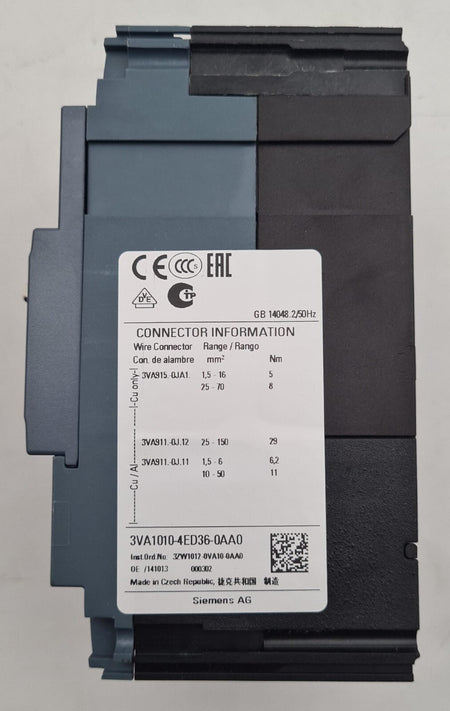 CE CCC S EAC
VDE PCT
GB 14048.2/50Hz
CONNECTOR INFORMATION
Wire Connector Range / Rango
Con. de alambre mm² Nm
Cu only
3VA915.-0JA1. 1,5 - 16 5
25 - 70 8
Cu / Al
3VA911.-0J.12 25 - 150 29
3VA911.-0J.11 1,5 - 6 6,2
10 - 50 11
3VA1010-4ED36-0AA0
Inst.Ord.No. 3ZW1012-0VA10-0AA0
OE /141013 000302
Made in Czech Republic, 捷克共和国 制造
Siemens AG